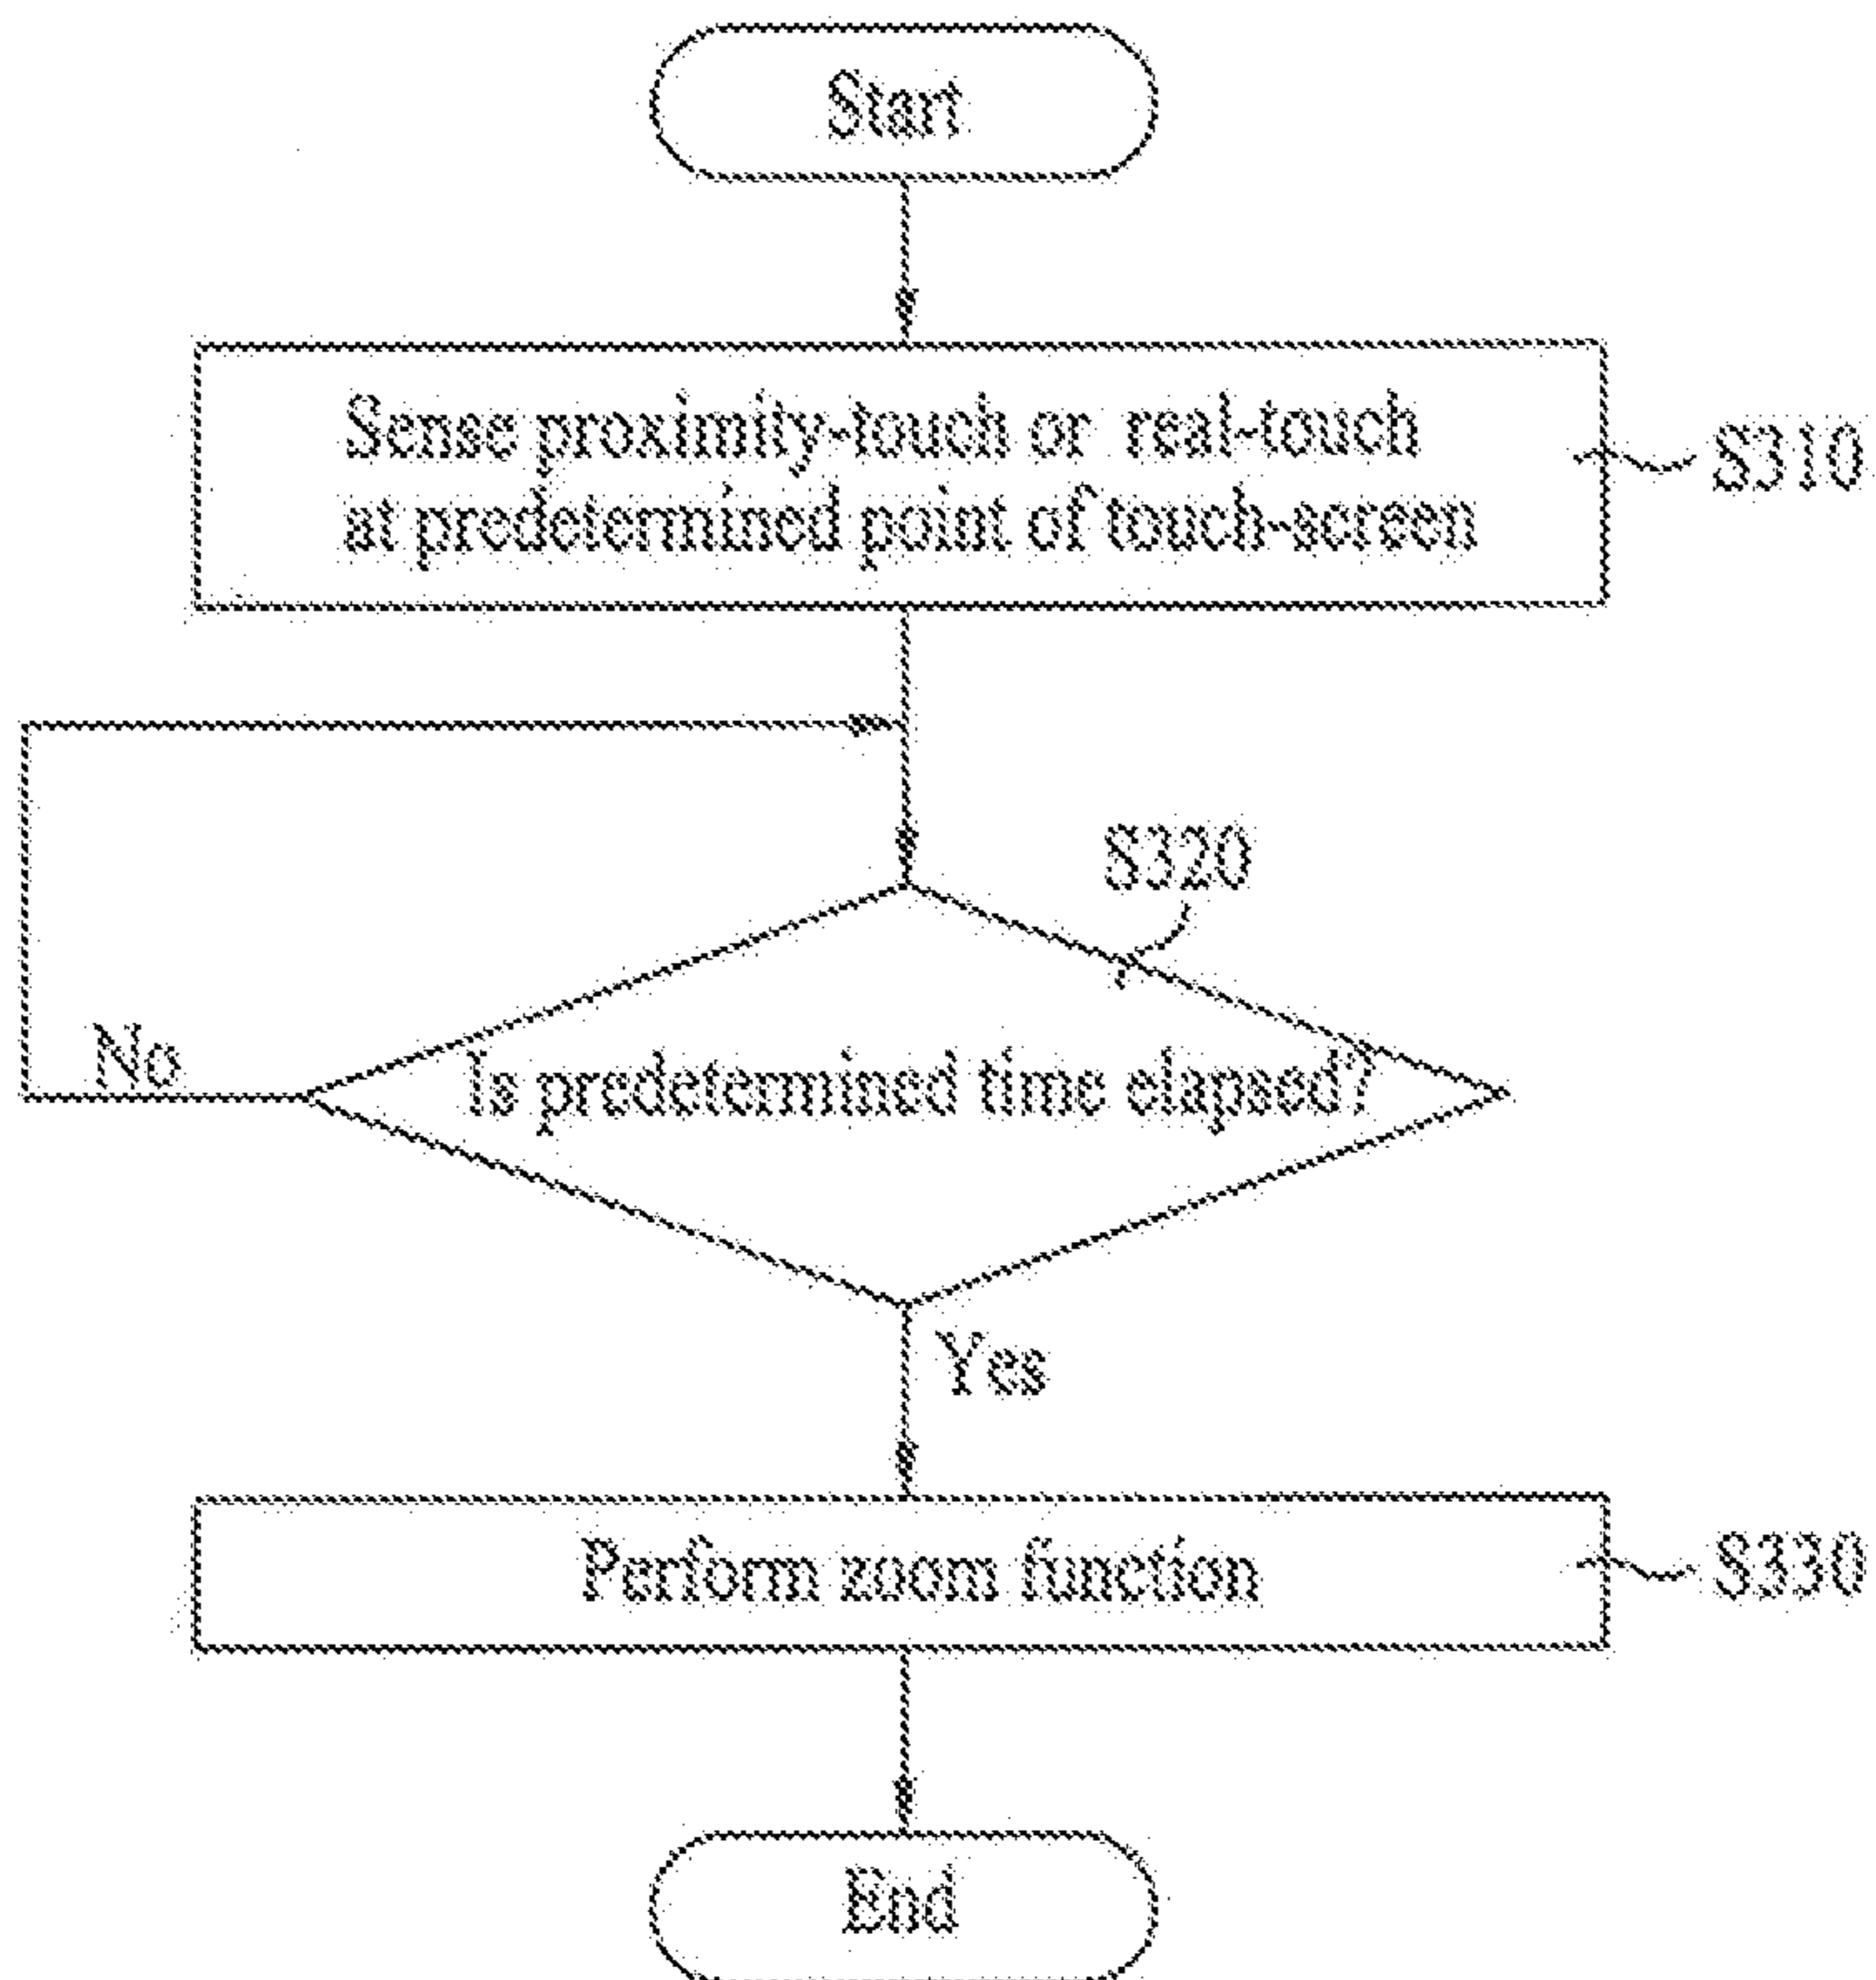 Start
Sense proximity-touch or real-touch
at predetermined point of touch-screen
S310
S320
No
Is predetermined time elapsed?
Yes
Perform zoom function
S330
End